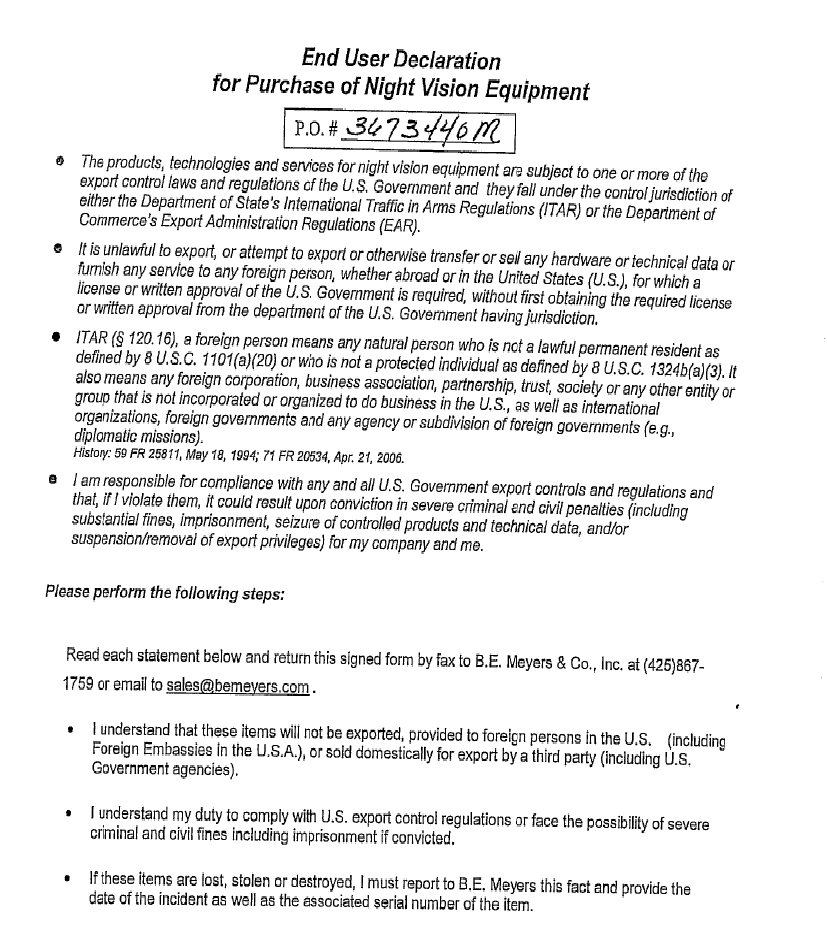 End User Declaration
for Purchase of Night Vision Equipment
P.O. # 3673440M
• The products, technologies and services for night vision equipment are subject to one or more of the
export control laws and regulations of the U.S. Government and they fall under the control jurisdiction of
either the Department of State's International Traffic in Arms Regulations (ITAR) or the Department of
Commerce's Export Administration Regulations (EAR).
• It is unlawful to export, or attempt to export or otherwise transfer or sell any hardware or technical data or
furnish any service to any foreign person, whether abroad or in the United States (U.S.), for which a
license or written approval of the U.S. Government is required, without first obtaining the required license
or written approval from the department of the U.S. Government having jurisdiction.
• ITAR (§ 120.16), a foreign person means any natural person who is not a lawful permanent resident as
defined by 8 U.S.C. 1101(a)(20) or who is not a protected individual as defined by 8 U.S.C. 1324b(a)(3). It
also means any foreign corporation, business association, partnership, trust, society or any other entity or
group that is not incorporated or organized to do business in the U.S., as well as international
organizations, foreign governments and any agency or subdivision of foreign governments (e.g.,
diplomatic missions).
History: 59 FR 25811, May 18, 1994; 71 FR 20534, Apr. 21, 2006.
• I am responsible for compliance with any and all U.S. Government export controls and regulations and
that, if I violate them, it could result upon conviction in severe criminal and civil penalties (including
substantial fines, imprisonment, seizure of controlled products and technical data, and/or
suspension/removal of export privileges) for my company and me.
Please perform the following steps:
Read each statement below and return this signed form by fax to B.E. Meyers & Co., Inc. at (425)867-
1759 or email to sales@bemeyers.com .
• I understand that these items will not be exported, provided to foreign persons in the U.S. (including
Foreign Embassies in the U.S.A.), or sold domestically for export by a third party (including U.S.
Government agencies).
• I understand my duty to comply with U.S. export control regulations or face the possibility of severe
criminal and civil fines including imprisonment if convicted.
• If these items are lost, stolen or destroyed, I must report to B.E. Meyers this fact and provide the
date of the incident as well as the associated serial number of the item.